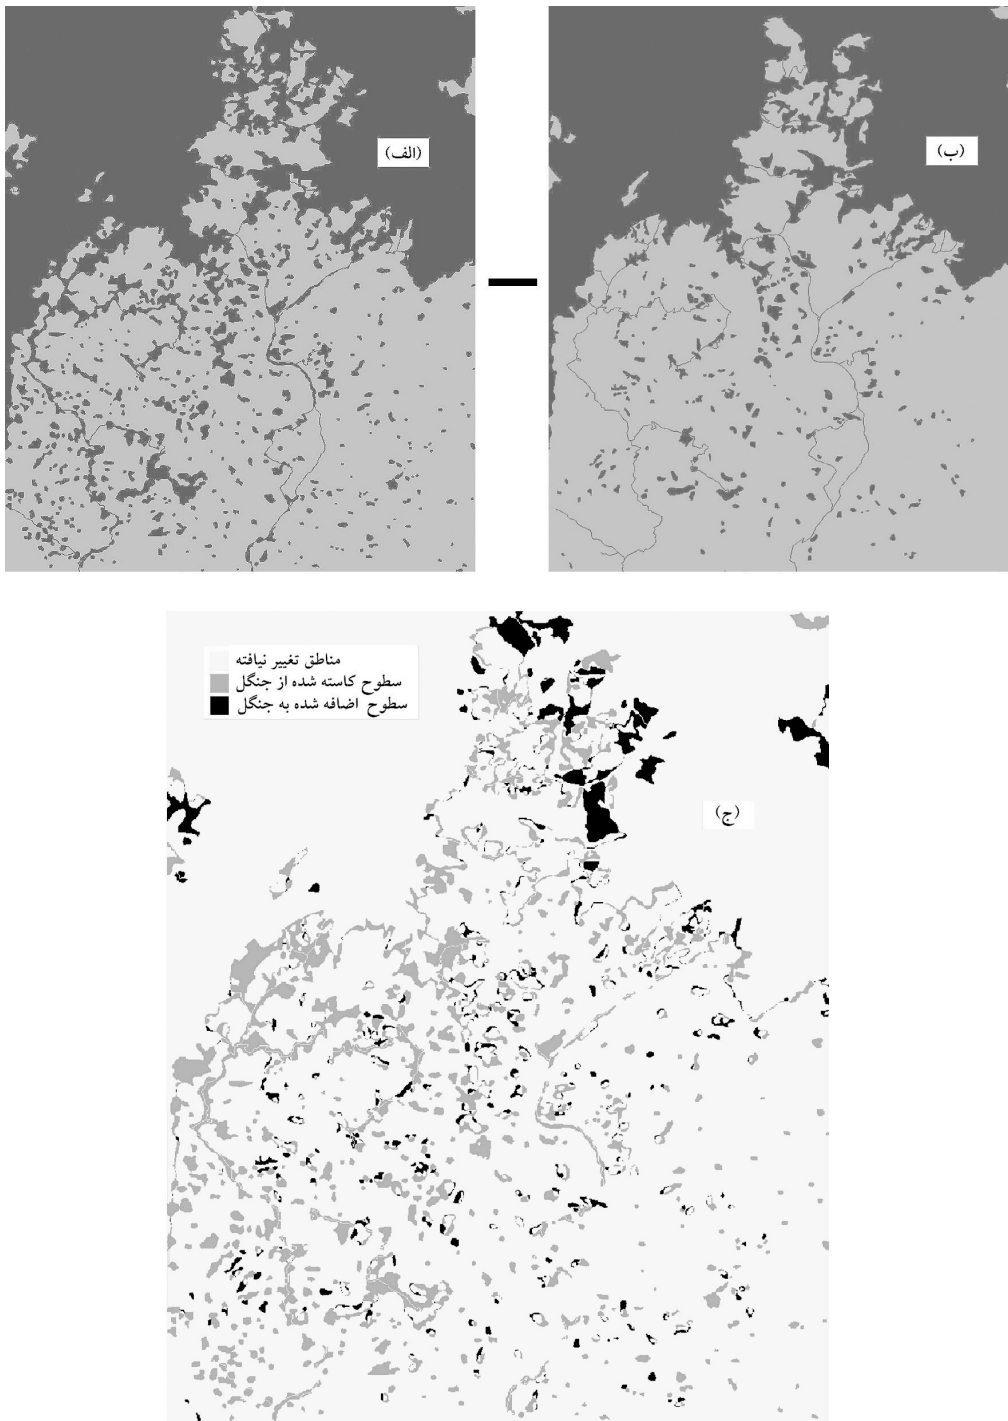 (الف)
(ب)
مناطق تغییر نیافته
سطوح کاسته شده از جنگل
سطوح اضافه شده به جنگل
(ج)